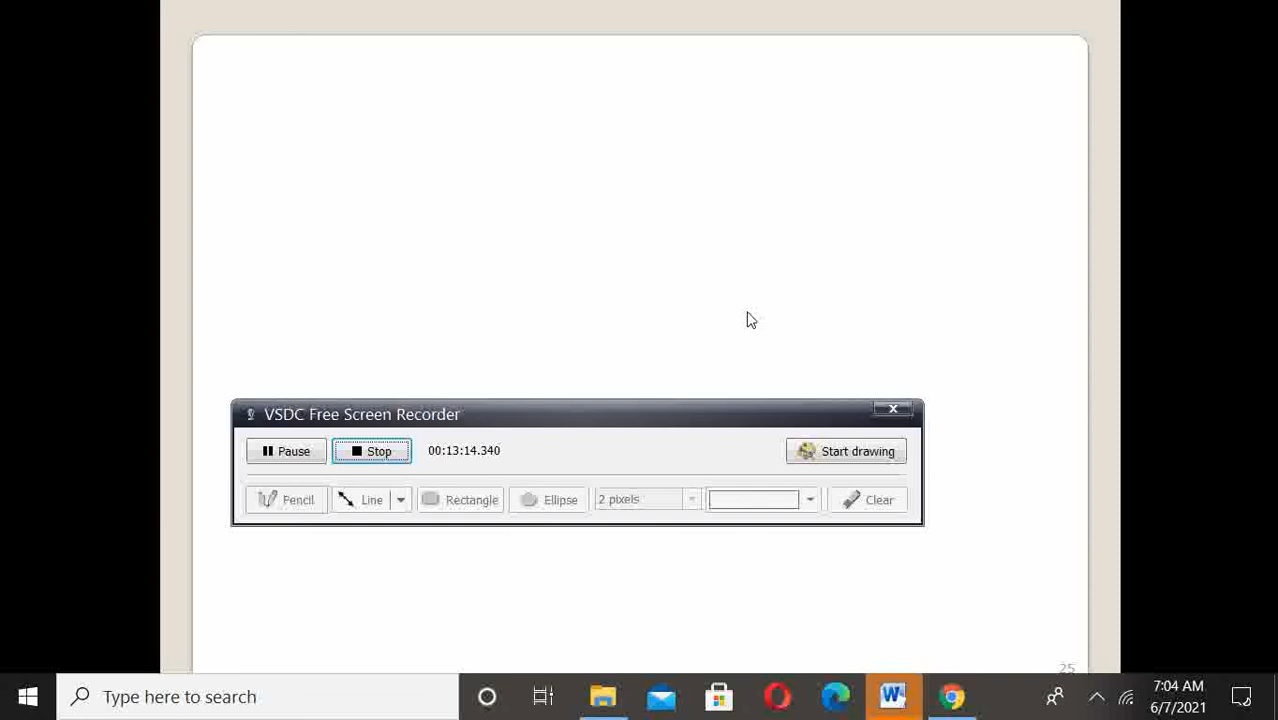 VSDC Free Screen Recorder
Pause Stop 00:13:14.340 Start drawing
Pencil Line Rectangle Ellipse 2 pixels Clear
25
Type here to search
7:04 AM
6/7/2021